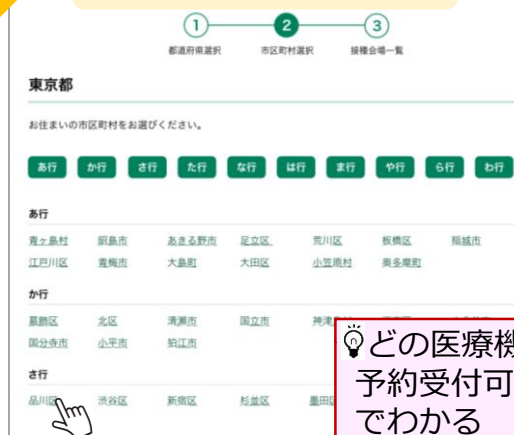 1 2 3
都道府県選択 市区町村選択 接種会場一覧
東京都
お住まいの市区町村をお選びください。
あ行 か行 さ行 た行 な行 は行 ま行 や行 ら行 わ行
あ行
青ヶ島村 昭島市 あきる野市 足立区 荒川区 板橋区 稲城市
江戸川区 青梅市 大島町 大田区 小笠原村 奥多摩町
か行
葛飾区 北区 清瀬市 国立市
国分寺市 小平市 狛江市
さ行
品川区 渋谷区 新宿区 杉並区 墨田区
どの医療機
予約受付可
でわかる